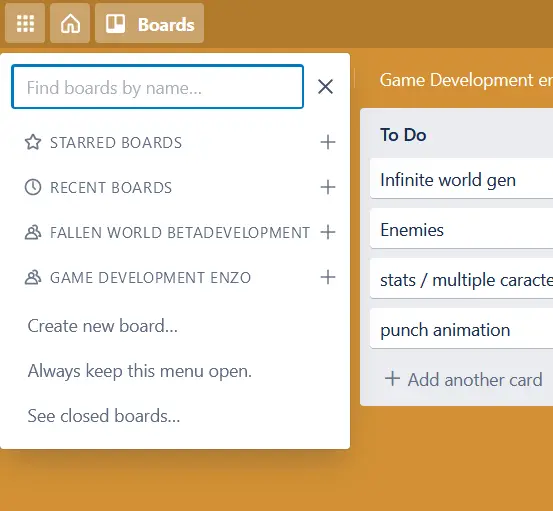 Boards
Find boards by name...
STARRED BOARDS
RECENT BOARDS
FALLEN WORLD BETADEVELOPMENT
GAME DEVELOPMENT ENZO
Create new board...
Always keep this menu open.
See closed boards...
Game Development en
To Do
Infinite world gen
Enemies
stats / multiple caracte
punch animation
Add another card